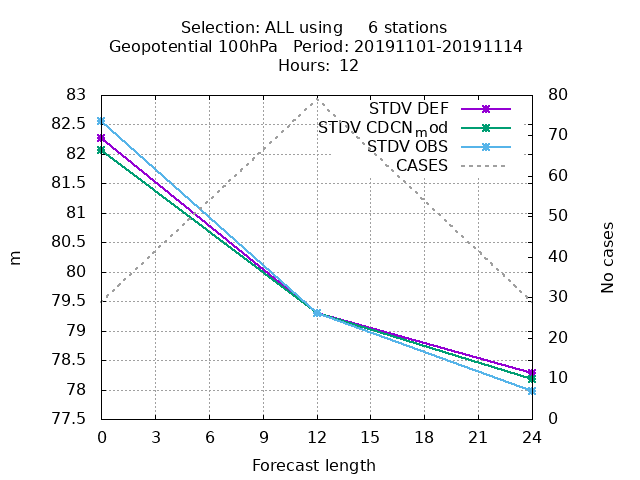 Selection: ALL using     6 stations
Geopotential 100hPa   Period: 20191101-20191114
Hours: 12
83
82.5
82
81.5
81
80.5
80
79.5
79
78.5
78
77.5
80
70
60
50
40
30
20
10
0
STDV DEF
STDV CDCNmod
STDV OBS
CASES
m
No cases
0 3 6 9 12 15 18 21 24
Forecast length